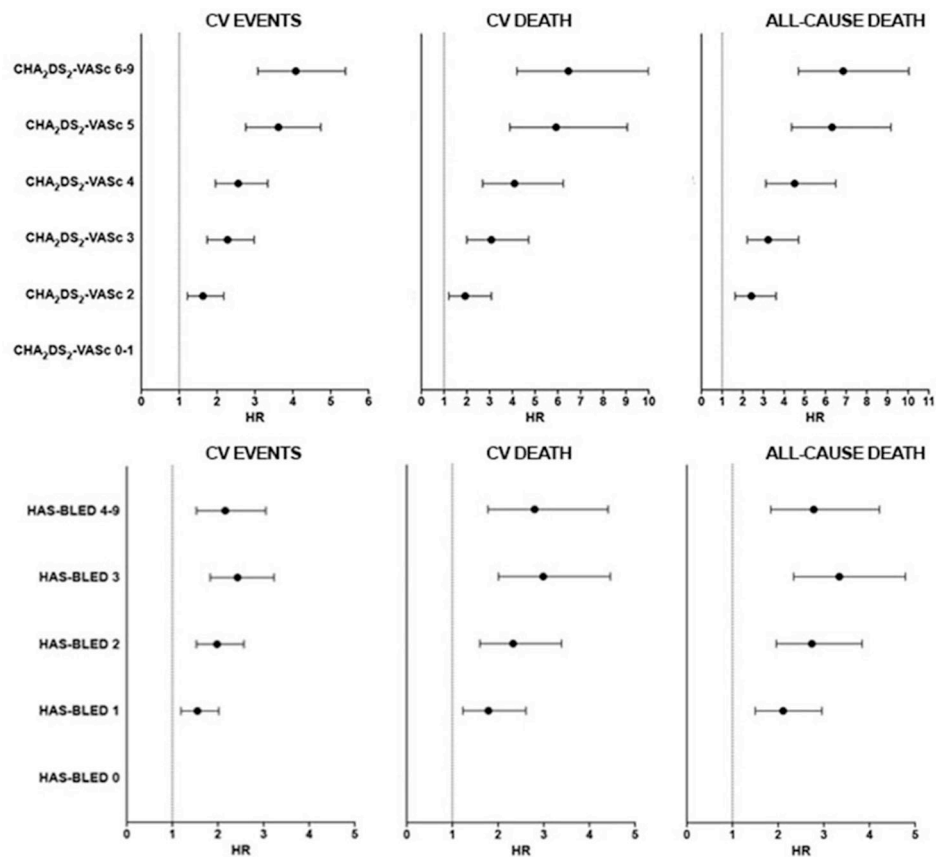 CV EVENTS
CV DEATH
ALL-CAUSE DEATH
CHA₂DS₂-VASc 6-9
CHA₂DS₂-VASc 5
CHA₂DS₂-VASc 4
CHA₂DS₂-VASc 3
CHA₂DS₂-VASc 2
CHA₂DS₂-VASc 0-1
0 1 2 3 4 5 6
HR
0 1 2 3 4 5 6 7 8 9 10
HR
0 1 2 3 4 5 6 7 8 9 10 11
HR
CV EVENTS
CV DEATH
ALL-CAUSE DEATH
HAS-BLED 4-9
HAS-BLED 3
HAS-BLED 2
HAS-BLED 1
HAS-BLED 0
0 1 2 3 4 5
HR
0 1 2 3 4 5
HR
0 1 2 3 4 5
HR